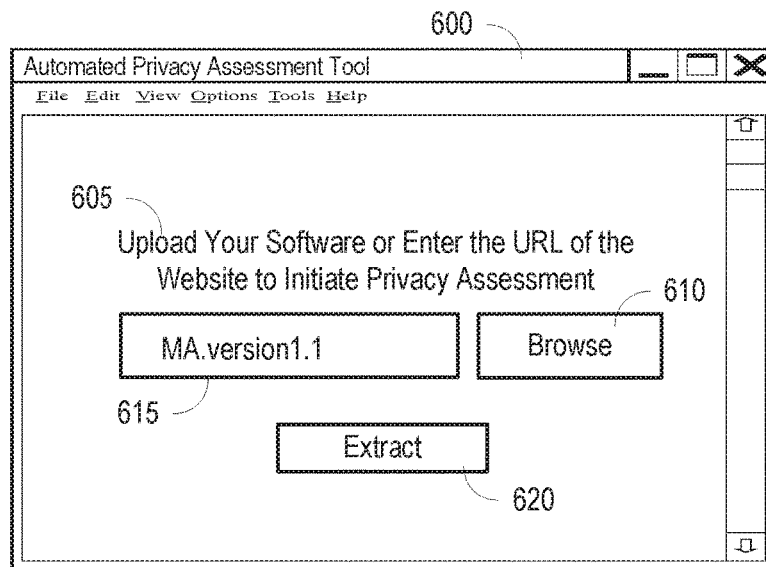 600
Automated Privacy Assessment Tool
File Edit View Options Tools Help
605
Upload Your Software or Enter the URL of the
Website to Initiate Privacy Assessment
610
MA.version1.1
Browse
615
Extract
620